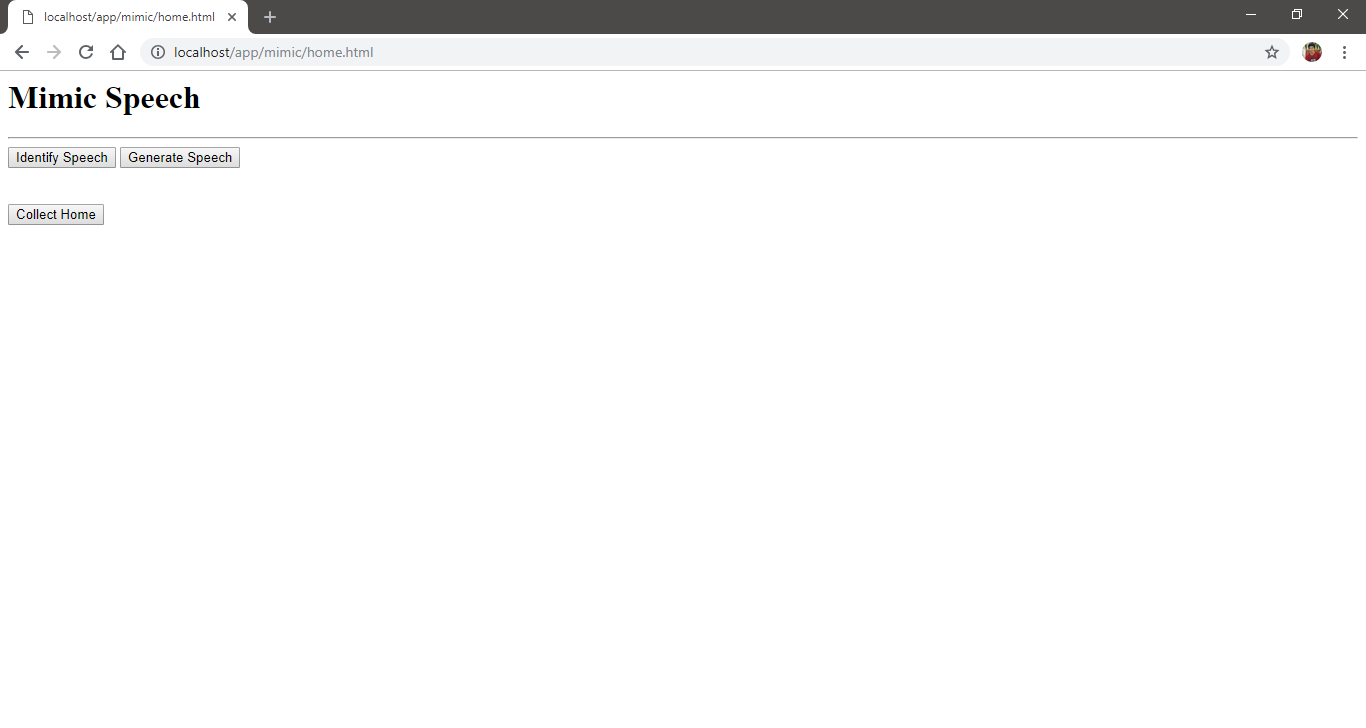 localhost/app/mimic/home.html
localhost/app/mimic/home.html
Mimic Speech
Identify Speech Generate Speech
Collect Home